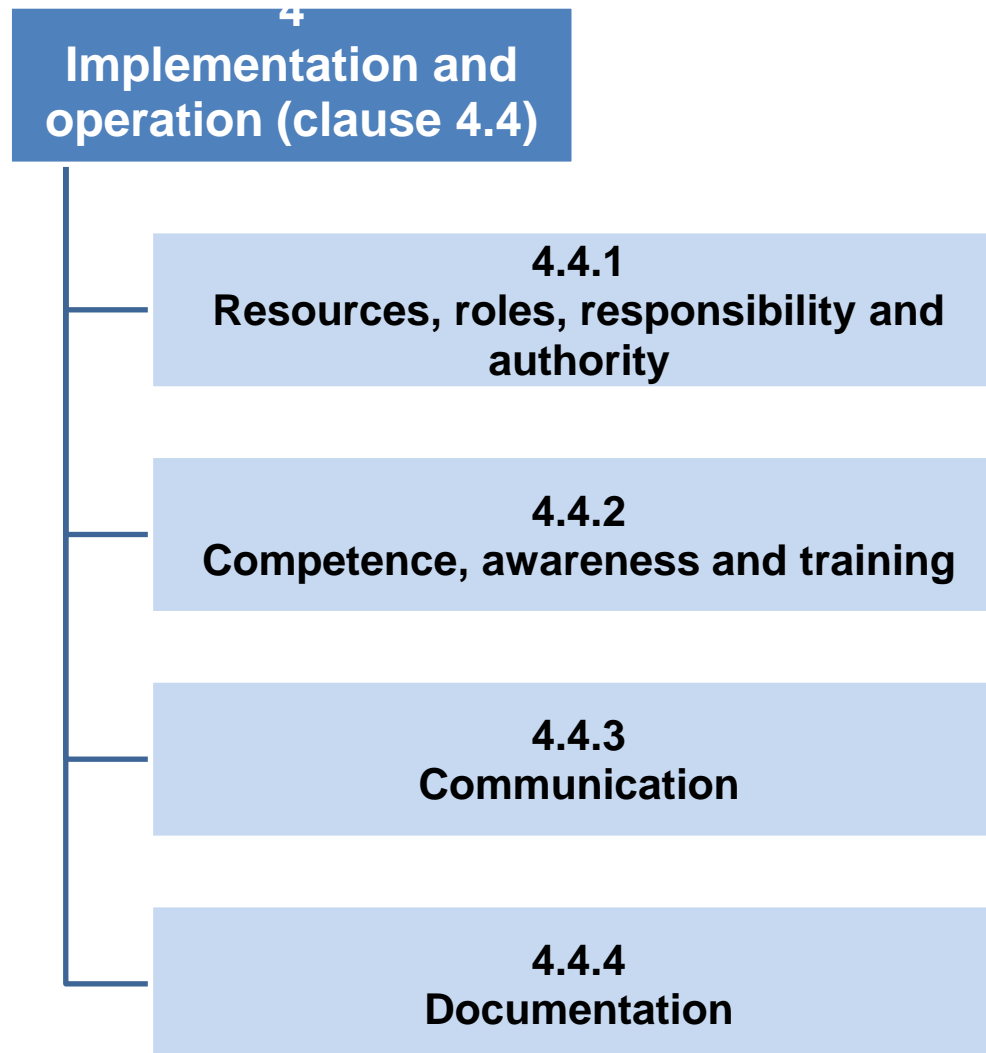 4
Implementation and
operation (clause 4.4)
4.4.1
Resources, roles, responsibility and
authority
4.4.2
Competence, awareness and training
4.4.3
Communication
4.4.4
Documentation